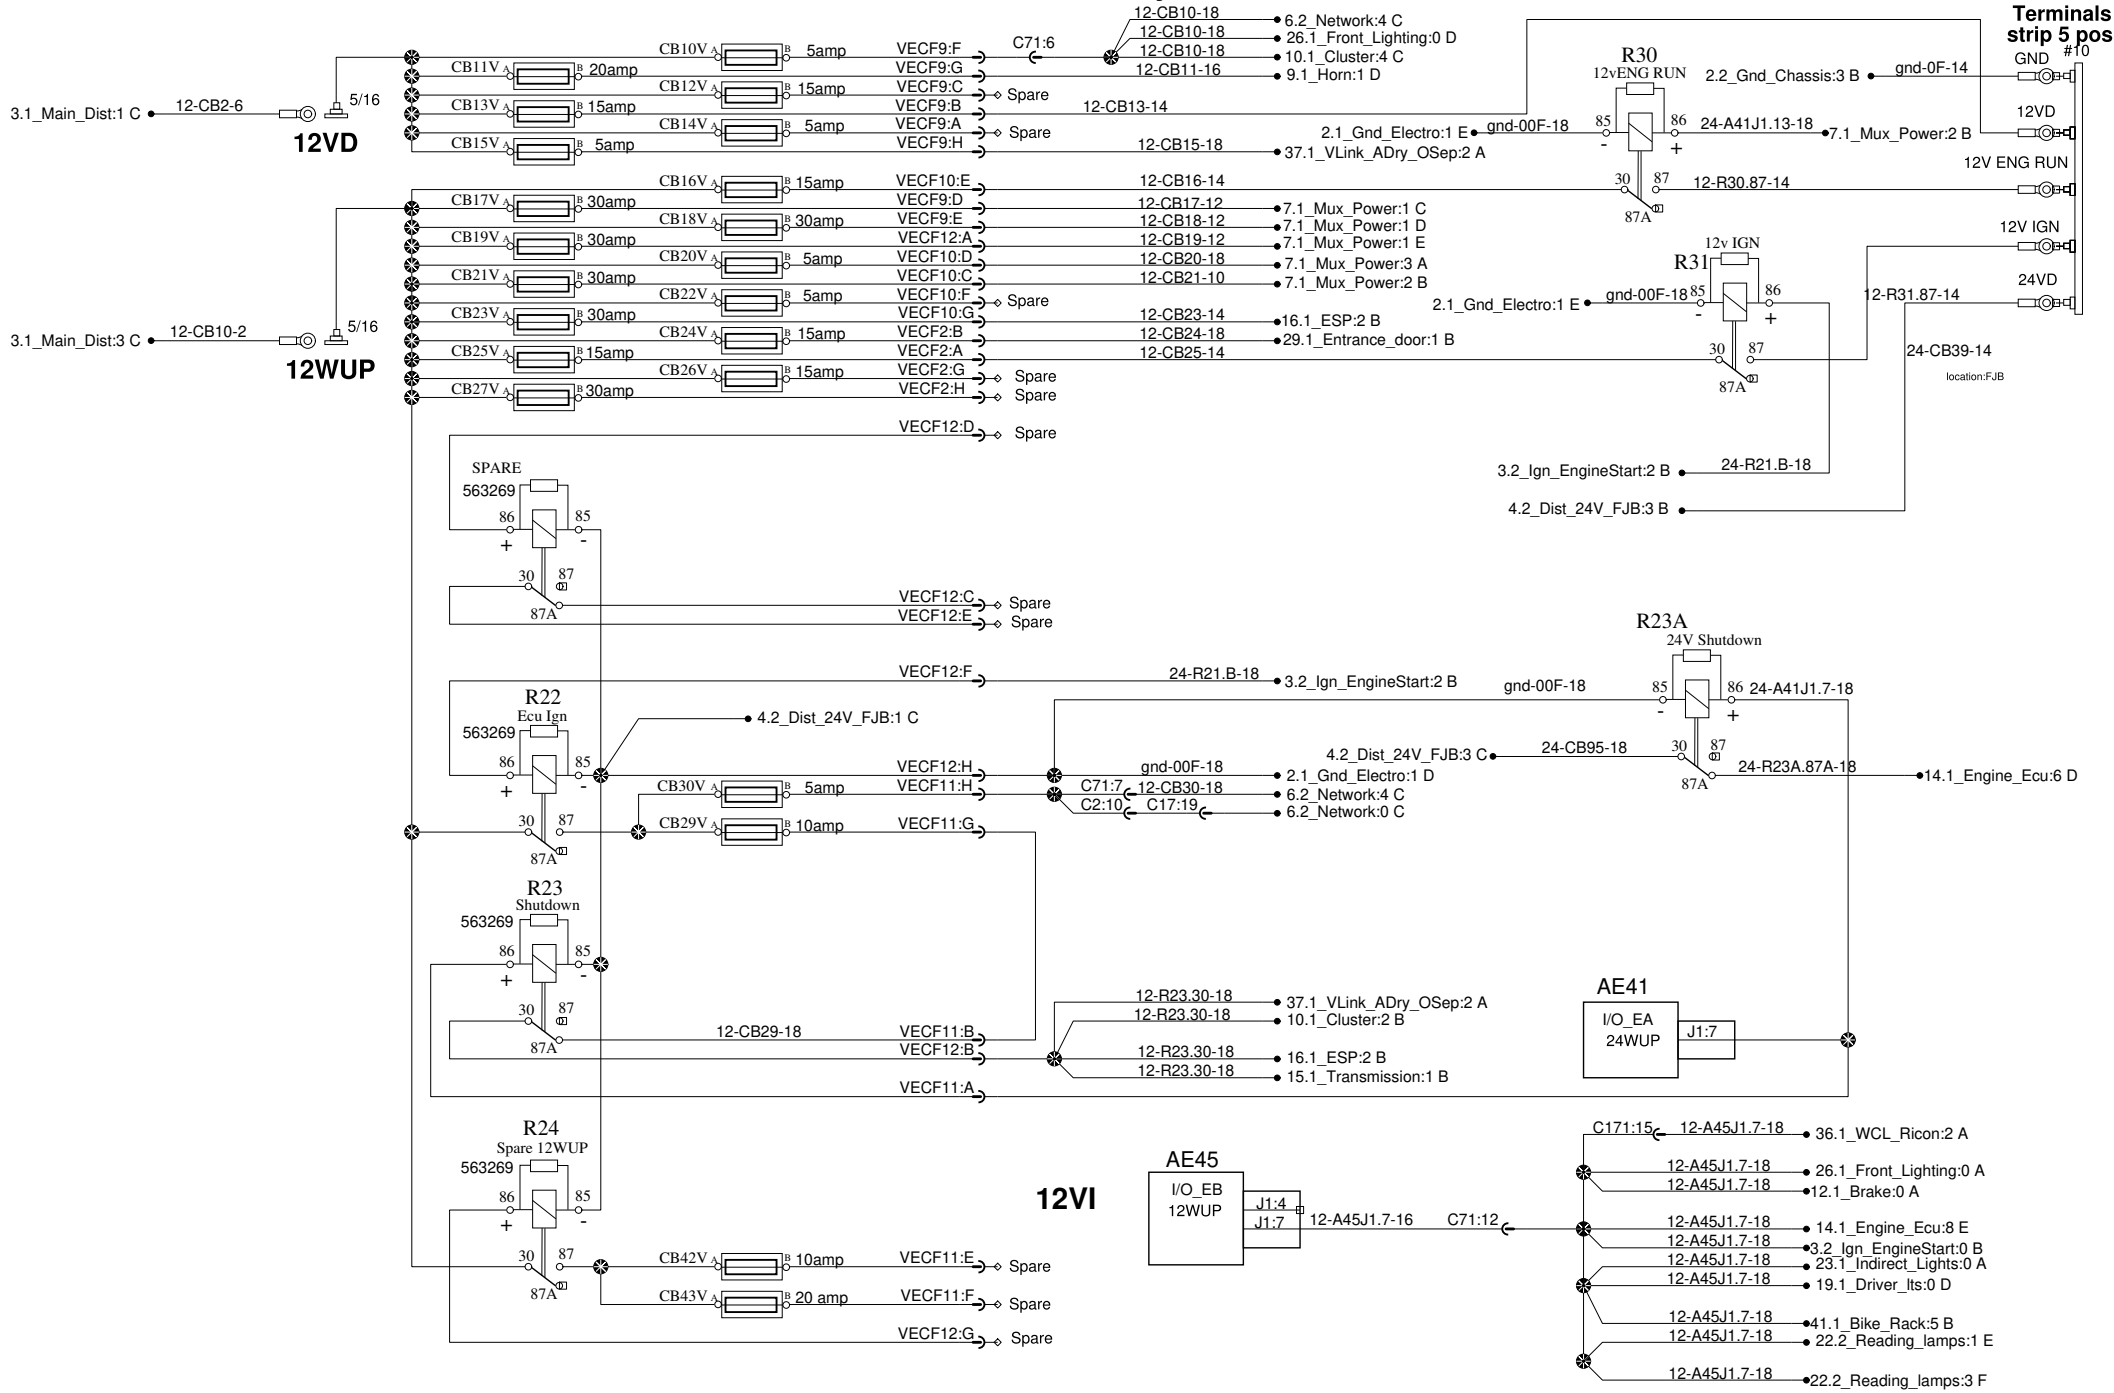 12-CB10-18
6.2_Network:4 C
12-CB10-18
26.1_Front_Lighting:0 D
CB10V A B 5amp VECF9:F C71:6 12-CB10-18 10.1_Cluster:4 C
CB11V A B 20amp VECF9:G 12-CB11-16 9.1_Horn:1 D
CB12V A B 15amp VECF9:C Spare
3.1_Main_Dist:1 C 12-CB2-6 5/16
12VD
CB13V A B 15amp VECF9:B 12-CB13-14
CB14V A B 5amp VECF9:A Spare
CB15V A B 5amp VECF9:H 12-CB15-18 37.1_VLink_ADry_OSep:2 A
Terminals
strip 5 pos
#10
R30
12vENG RUN
2.2_Gnd_Chassis:3 B gnd-0F-14 GND
12VD
2.1_Gnd_Electro:1 E gnd-00F-18 85 86 24-A41J1.13-18 7.1_Mux_Power:2 B
- +
12V ENG RUN
CB16V A B 15amp VECF10:E 12-CB16-14 30 87 12-R30.87-14
87A
CB17V A B 30amp VECF9:D 12-CB17-12 7.1_Mux_Power:1 C
CB18V A B 30amp VECF9:E 12-CB18-12 7.1_Mux_Power:1 D
CB19V A B 30amp VECF12:A 12-CB19-12 7.1_Mux_Power:1 E
CB20V A B 5amp VECF10:D 12-CB20-18 7.1_Mux_Power:3 A
CB21V A B 30amp VECF10:C 12-CB21-10 7.1_Mux_Power:2 B
CB22V A B 5amp VECF10:F Spare
CB23V A B 30amp VECF10:G 12-CB23-14 16.1_ESP:2 B
3.1_Main_Dist:3 C 12-CB10-2 5/16
12WUP
CB24V A B 15amp VECF2:B 12-CB24-18 29.1_Entrance_door:1 B
CB25V A B 15amp VECF2:A 12-CB25-14
CB26V A B 15amp VECF2:G Spare
CB27V A B 30amp VECF2:H Spare
12V IGN
12v IGN
R31
24VD
2.1_Gnd_Electro:1 E gnd-00F-18 85 86 12-R31.87-14
- +
30 87
87A
24-CB39-14
location:FJB
VECF12:D Spare
3.2_Ign_EngineStart:2 B 24-R21.B-18
4.2_Dist_24V_FJB:3 B
SPARE
563269
86 85
+ -
30 87
87A
VECF12:C Spare
VECF12:E Spare
R23A
24V Shutdown
VECF12:F 24-R21.B-18 3.2_Ign_EngineStart:2 B
gnd-00F-18 85 86 24-A41J1.7-18
- +
R22
Ecu Ign
563269
4.2_Dist_24V_FJB:1 C
4.2_Dist_24V_FJB:3 C 24-CB95-18 30 87
87A 24-R23A.87A-18 14.1_Engine_Ecu:6 D
86 85
+ -
VECF12:H gnd-00F-18 2.1_Gnd_Electro:1 D
CB30V A B 5amp VECF11:H C71:7 12-CB30-18 6.2_Network:4 C
C2:10 C17:19 6.2_Network:0 C
30 87 CB29V A B 10amp VECF11:G
87A
R23
Shutdown
563269
86 85
+ -
30 87
87A
12-CB29-18 VECF11:B
VECF12:B
VECF11:A
12-R23.30-18 37.1_VLink_ADry_OSep:2 A
12-R23.30-18 10.1_Cluster:2 B
12-R23.30-18 16.1_ESP:2 B
12-R23.30-18 15.1_Transmission:1 B
AE41
I/O_EA
24WUP
J1:7
R24
Spare 12WUP
563269
86 85
+ -
30 87
87A
CB42V A B 10amp VECF11:E Spare
CB43V A B 20 amp VECF11:F Spare
VECF12:G Spare
12VI
AE45
I/O_EB
12WUP
J1:4
J1:7
12-A45J1.7-16 C71:12
C171:15 12-A45J1.7-18 36.1_WCL_Ricon:2 A
12-A45J1.7-18 26.1_Front_Lighting:0 A
12-A45J1.7-18 12.1_Brake:0 A
12-A45J1.7-18 14.1_Engine_Ecu:8 E
12-A45J1.7-18 3.2_Ign_EngineStart:0 B
12-A45J1.7-18 23.1_Indirect_Lights:0 A
12-A45J1.7-18 19.1_Driver_lts:0 D
12-A45J1.7-18 41.1_Bike_Rack:5 B
12-A45J1.7-18 22.2_Reading_lamps:1 E
12-A45J1.7-18 22.2_Reading_lamps:3 F